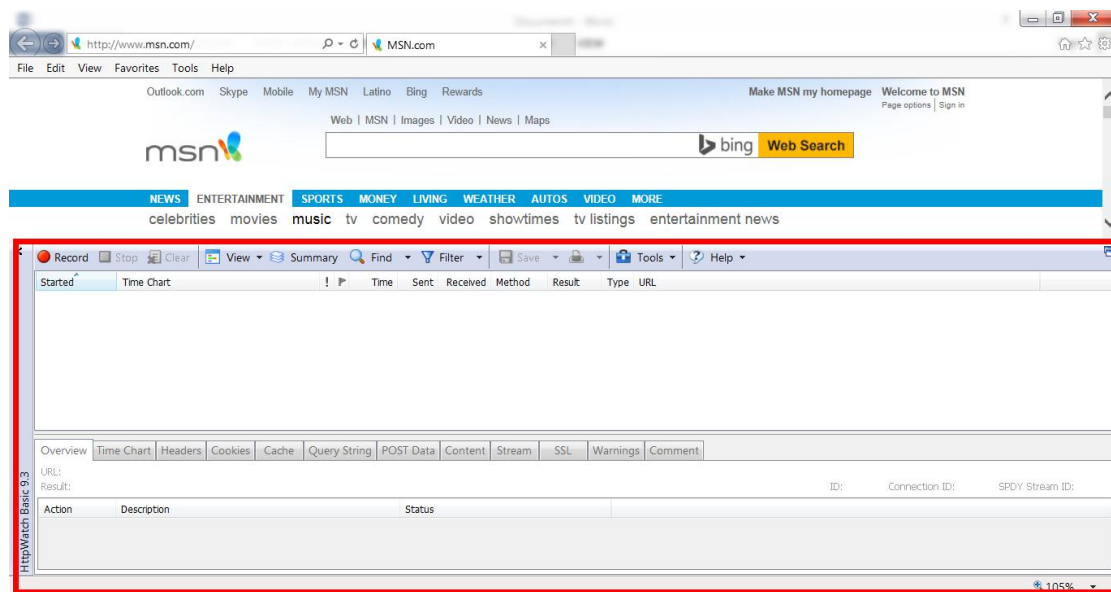 http://www.msn.com/ MSN.com
File Edit View Favorites Tools Help
Outlook.com Skype Mobile My MSN Latino Bing Rewards Make MSN my homepage Welcome to MSN
Page options | Sign in
Web | MSN | Images | Video | News | Maps
msn bing Web Search
NEWS ENTERTAINMENT SPORTS MONEY LIVING WEATHER AUTOS VIDEO MORE
celebrities movies music tv comedy video showtimes tv listings entertainment news
Record Stop Clear View Summary Find Filter Save Tools Help
Started Time Chart ! Time Sent Received Method Result Type URL
Overview Time Chart Headers Cookies Cache Query String POST Data Content Stream SSL Warnings Comment
URL:
Result: ID: Connection ID: SPDY Stream ID:
Action Description Status
HttpWatch Basic 9.3
105%